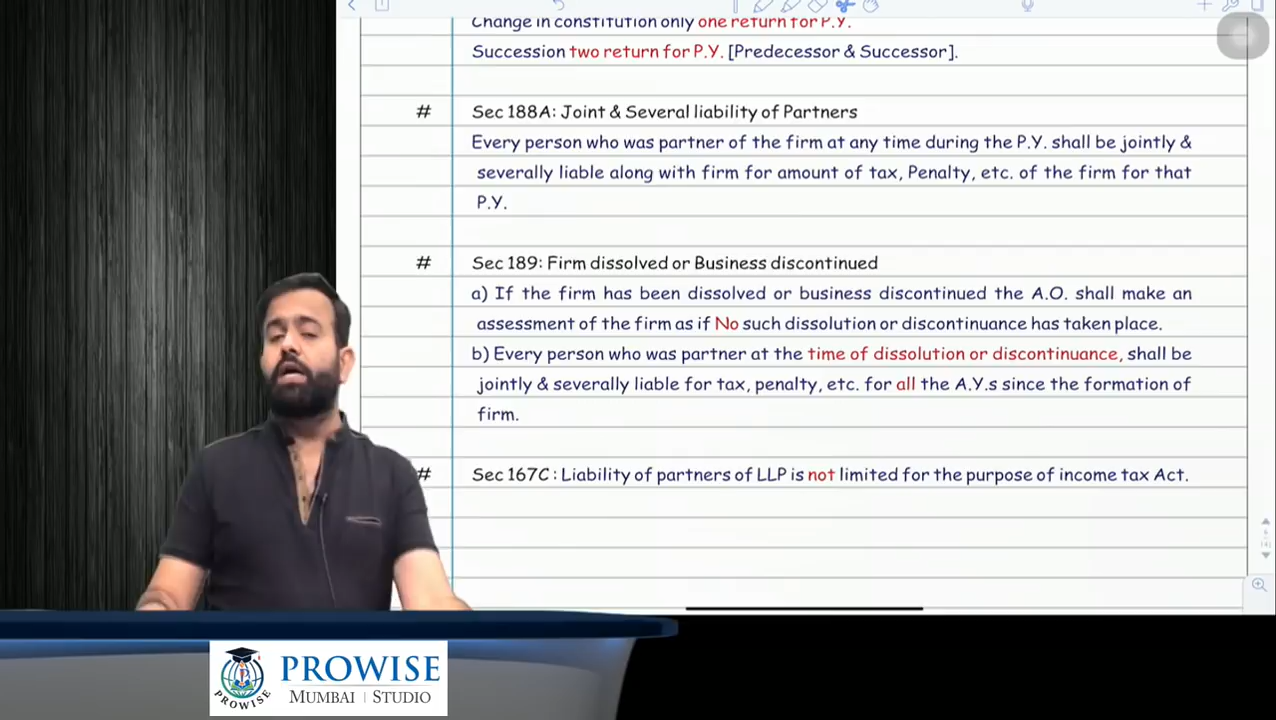 Change in constitution only one return for P.Y.
Succession two return for P.Y. [Predecessor & Successor].
# Sec 188A: Joint & Several liability of Partners
Every person who was partner of the firm at any time during the P.Y. shall be jointly &
severally liable along with firm for amount of tax, Penalty, etc. of the firm for that
P.Y.
# Sec 189: Firm dissolved or Business discontinued
a) If the firm has been dissolved or business discontinued the A.O. shall make an
assessment of the firm as if No such dissolution or discontinuance has taken place.
b) Every person who was partner at the time of dissolution or discontinuance, shall be
jointly & severally liable for tax, penalty, etc. for all the A.Y.s since the formation of
firm.
# Sec 167C : Liability of partners of LLP is not limited for the purpose of income tax Act.
PROWISE
PROWISE
MUMBAI | STUDIO